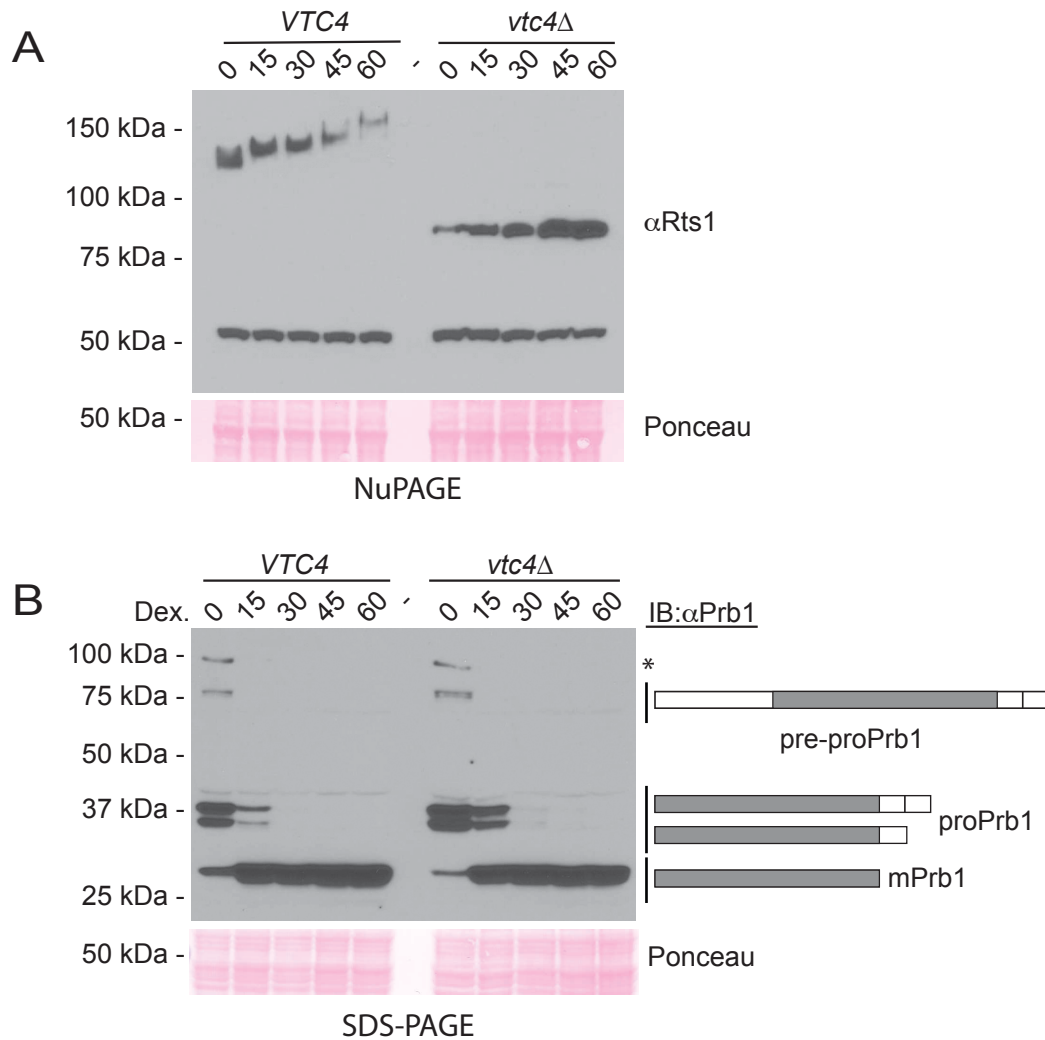 A
VTC4 vtc4Δ
0 15 30 45 60 - 0 15 30 45 60
150 kDa -
100 kDa -
75 kDa -
50 kDa -
αRts1
50 kDa -
Ponceau
NuPAGE
B
VTC4 vtc4Δ
Dex. 0 15 30 45 60 - 0 15 30 45 60 IB:αPrb1
100 kDa -
75 kDa -
50 kDa -
37 kDa -
25 kDa -
*
pre-proPrb1
proPrb1
mPrb1
50 kDa -
Ponceau
SDS-PAGE